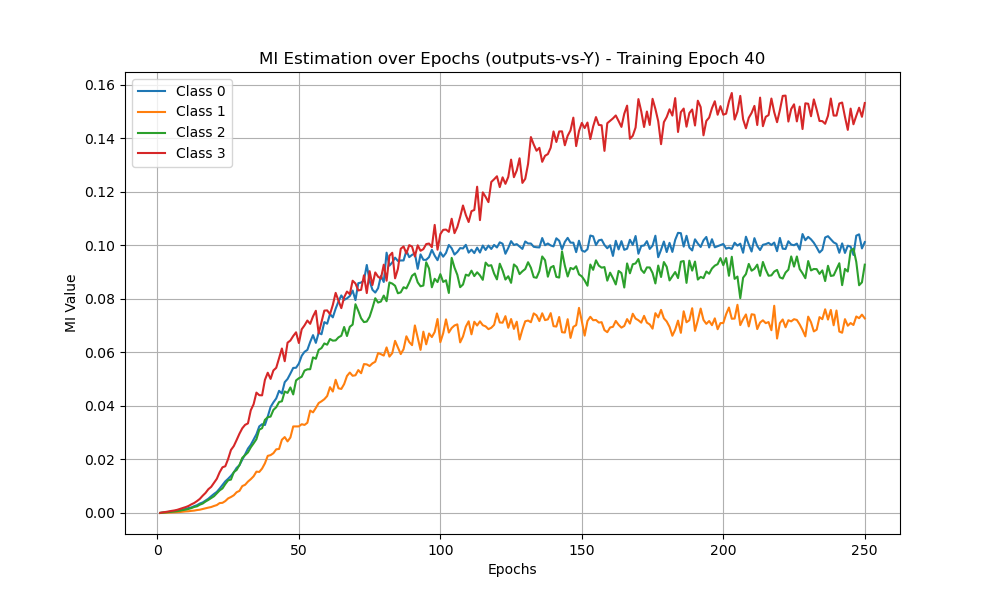 MI Estimation over Epochs (outputs-vs-Y) - Training Epoch 40
0.16
0.14
0.12
0.10
0.08
0.06
0.04
0.02
0.00
MI Value
Class 0
Class 1
Class 2
Class 3
0
50
100
150
200
250
Epochs